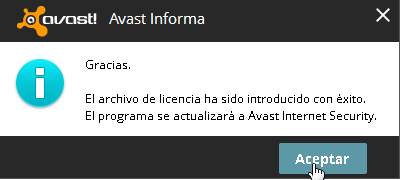 avast! Avast Informa
Gracias.
El archivo de licencia ha sido introducido con éxito.
El programa se actualizará a Avast Internet Security.
Aceptar